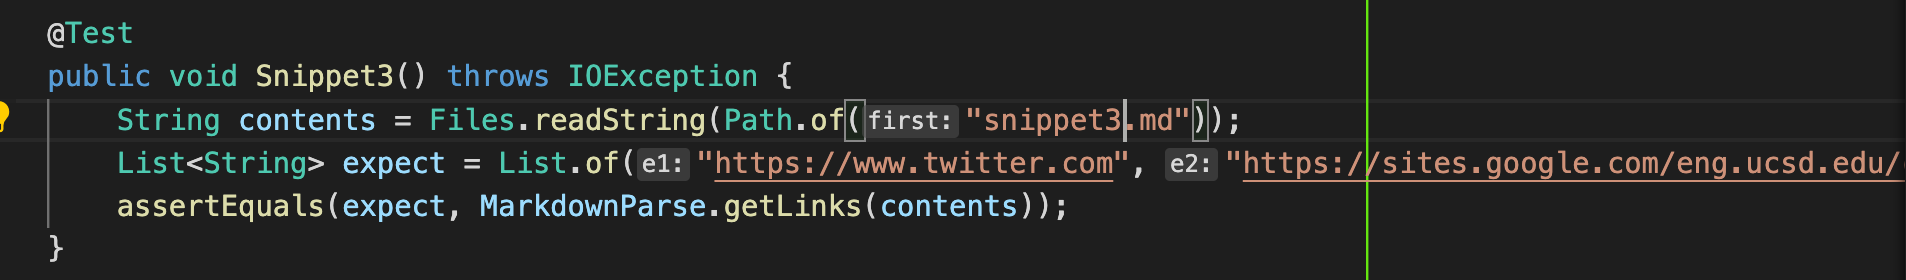 @Test
public void Snippet3() throws IOException {
    String contents = Files.readString(Path.of(first: "snippet3.md"));
    List<String> expect = List.of(e1: "https://www.twitter.com", e2: "https://sites.google.com/eng.ucsd.edu/
    assertEquals(expect, MarkdownParse.getLinks(contents));
}